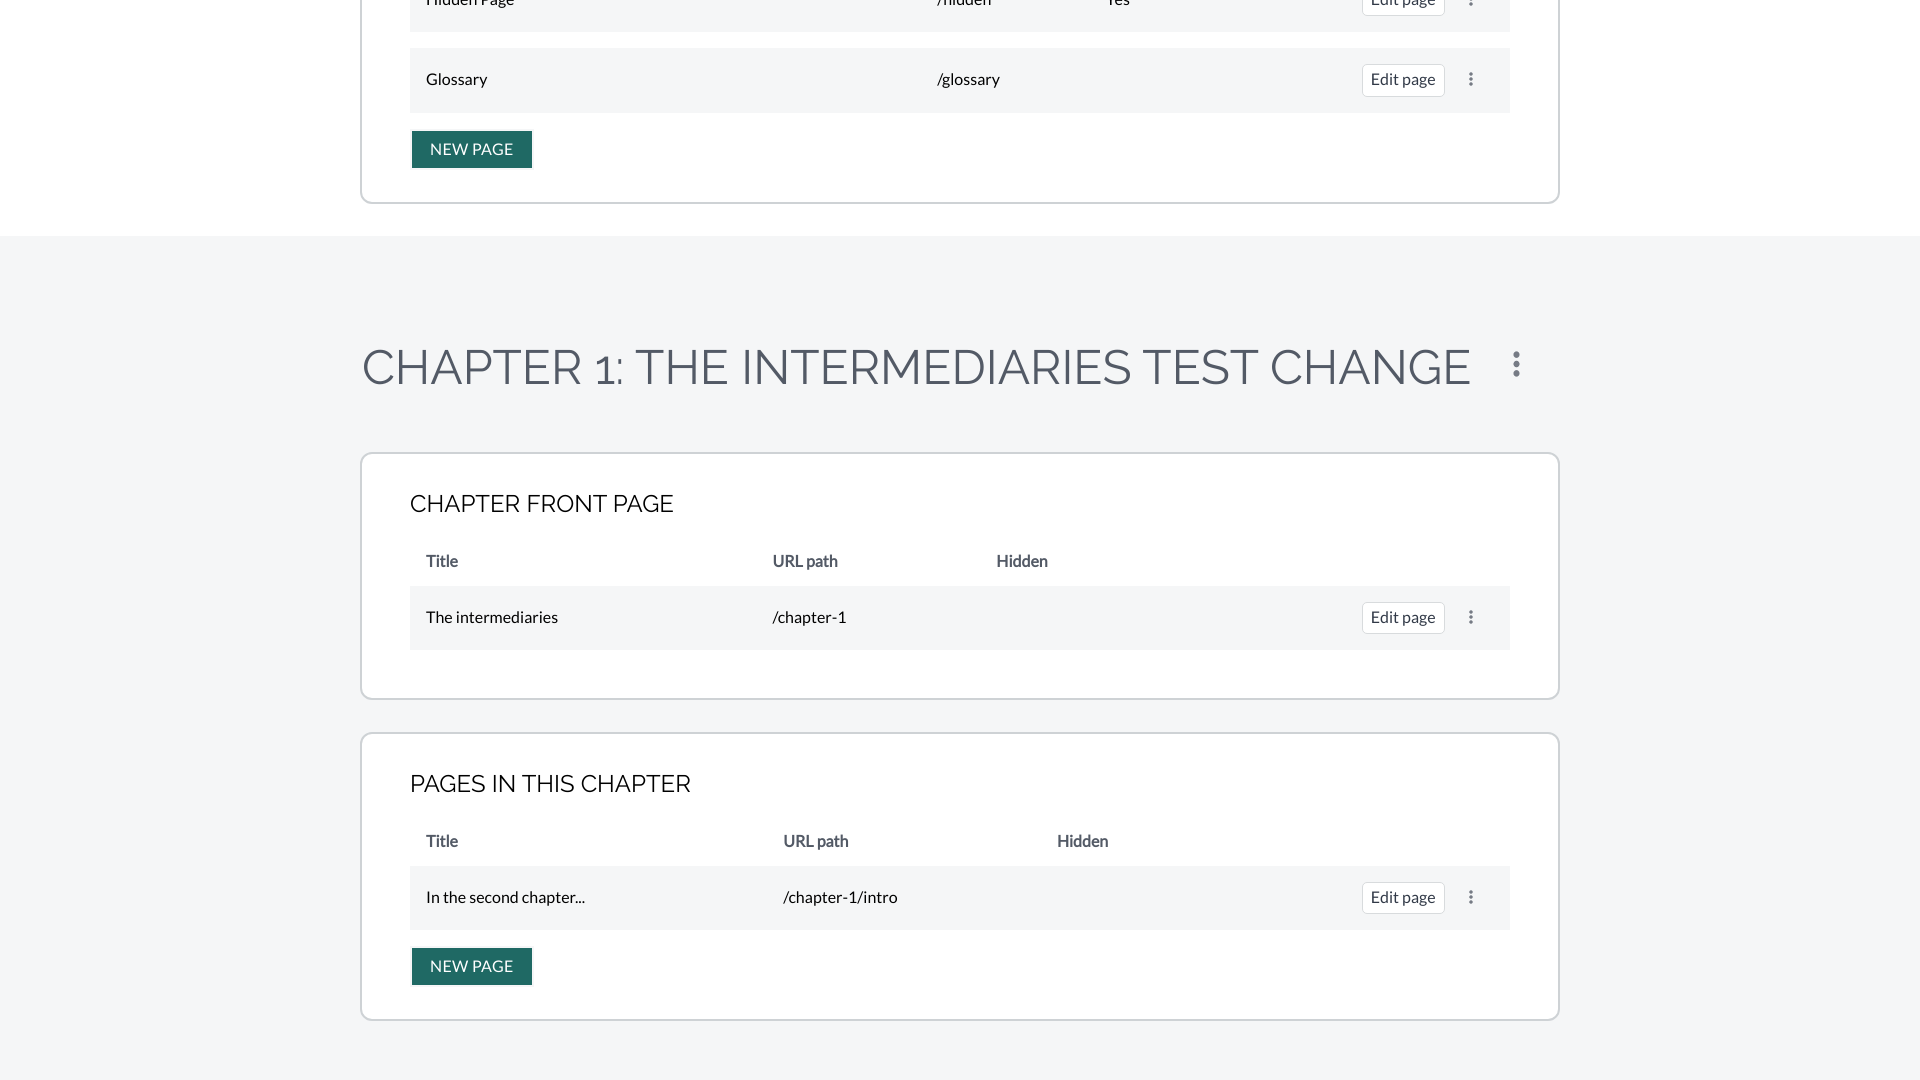 Hidden Page /hidden Yes Edit page
Glossary /glossary Edit page
NEW PAGE
CHAPTER 1: THE INTERMEDIARIES TEST CHANGE
CHAPTER FRONT PAGE
Title URL path Hidden
The intermediaries /chapter-1 Edit page
PAGES IN THIS CHAPTER
Title URL path Hidden
In the second chapter... /chapter-1/intro Edit page
NEW PAGE